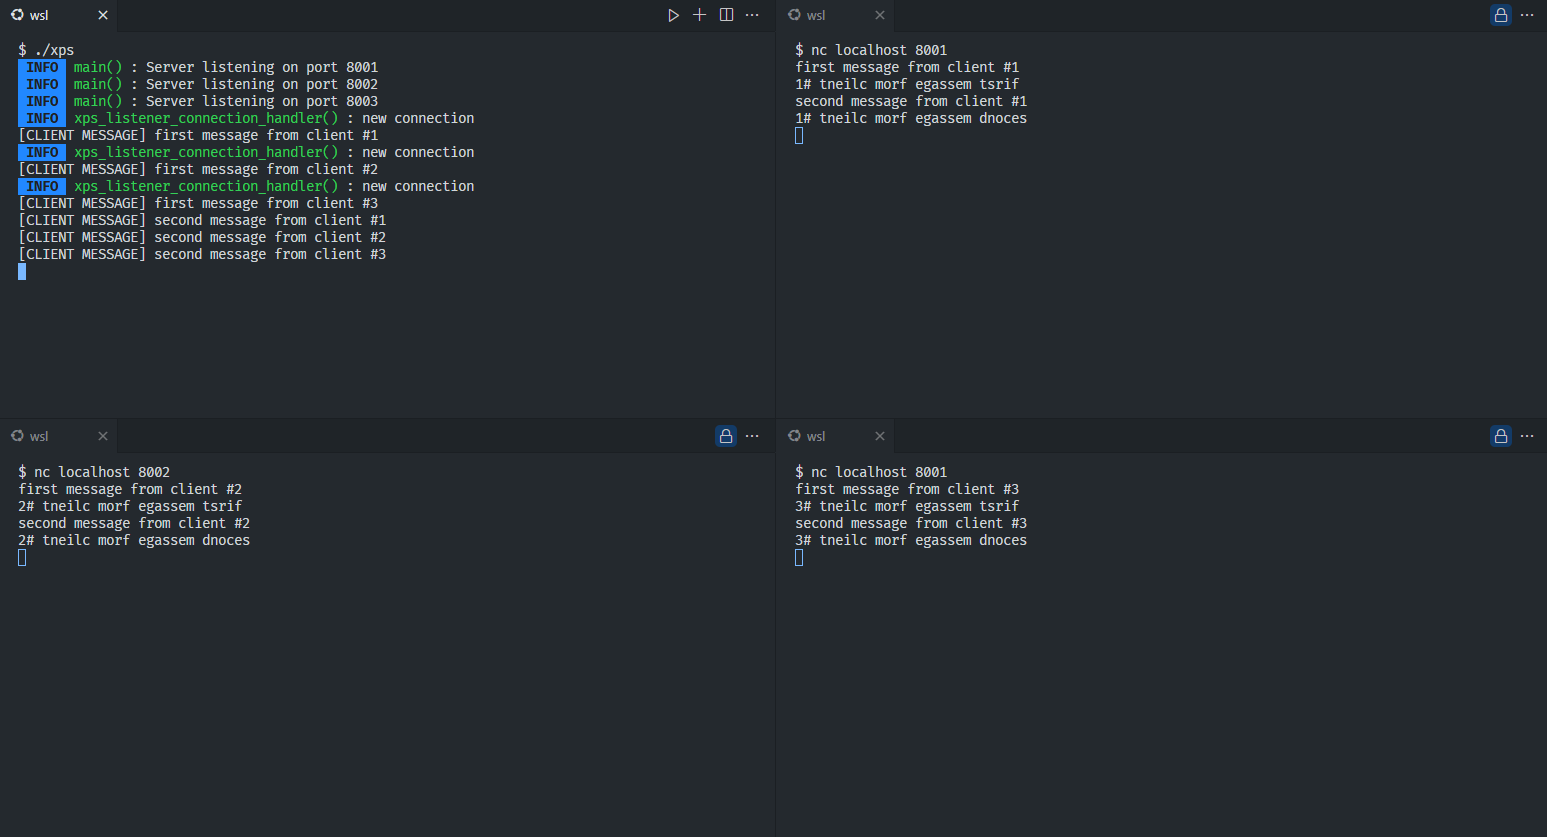 wsl
$ ./xps
INFO main() : Server listening on port 8001
INFO main() : Server listening on port 8002
INFO main() : Server listening on port 8003
INFO xps_listener_connection_handler() : new connection
[CLIENT MESSAGE] first message from client #1
INFO xps_listener_connection_handler() : new connection
[CLIENT MESSAGE] first message from client #2
INFO xps_listener_connection_handler() : new connection
[CLIENT MESSAGE] first message from client #3
[CLIENT MESSAGE] second message from client #1
[CLIENT MESSAGE] second message from client #2
[CLIENT MESSAGE] second message from client #3
wsl
$ nc localhost 8001
first message from client #1
1# tneilc morf egassem tsrif
second message from client #1
1# tneilc morf egassem dnoces
wsl
$ nc localhost 8002
first message from client #2
2# tneilc morf egassem tsrif
second message from client #2
2# tneilc morf egassem dnoces
wsl
$ nc localhost 8001
first message from client #3
3# tneilc morf egassem tsrif
second message from client #3
3# tneilc morf egassem dnoces